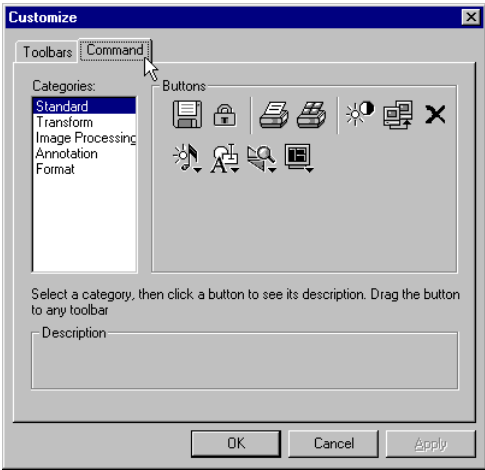 Customize
Toolbars
Command
Categories:
Buttons
Standard
Transform
Image Processing
Annotation
Format
Select a category, then click a button to see its description. Drag the button
to any toolbar
Description
OK
Cancel
Apply